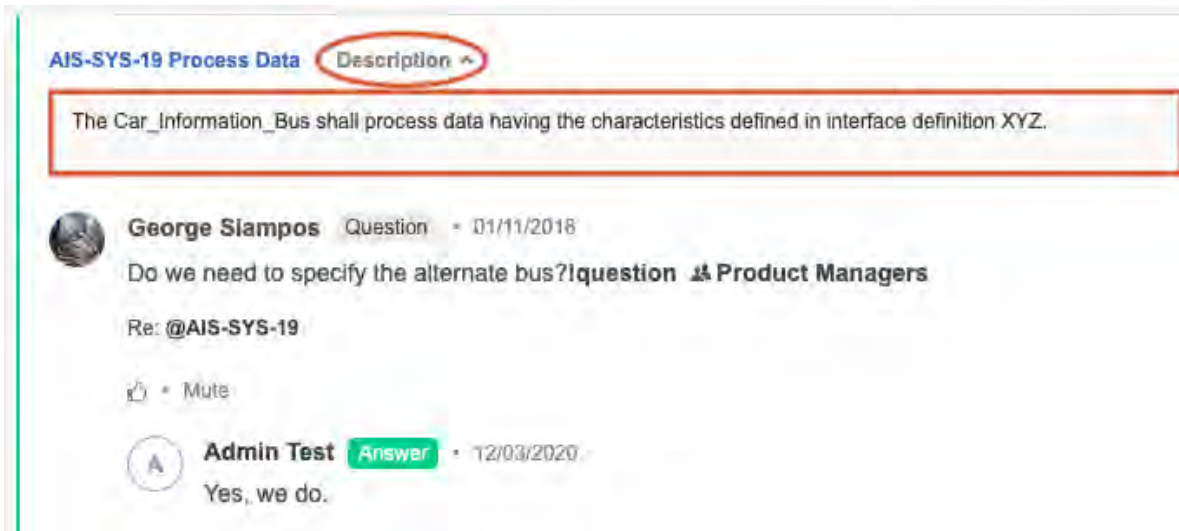 AIS-SYS-19 Process Data Description
The Car_Information_Bus shall process data having the characteristics defined in interface definition XYZ.
George Siampos Question • 01/11/2018
Do we need to specify the alternate bus?!question Product Managers
Re: @AIS-SYS-19
• Mute
A Admin Test Answer • 12/03/2020
Yes, we do.